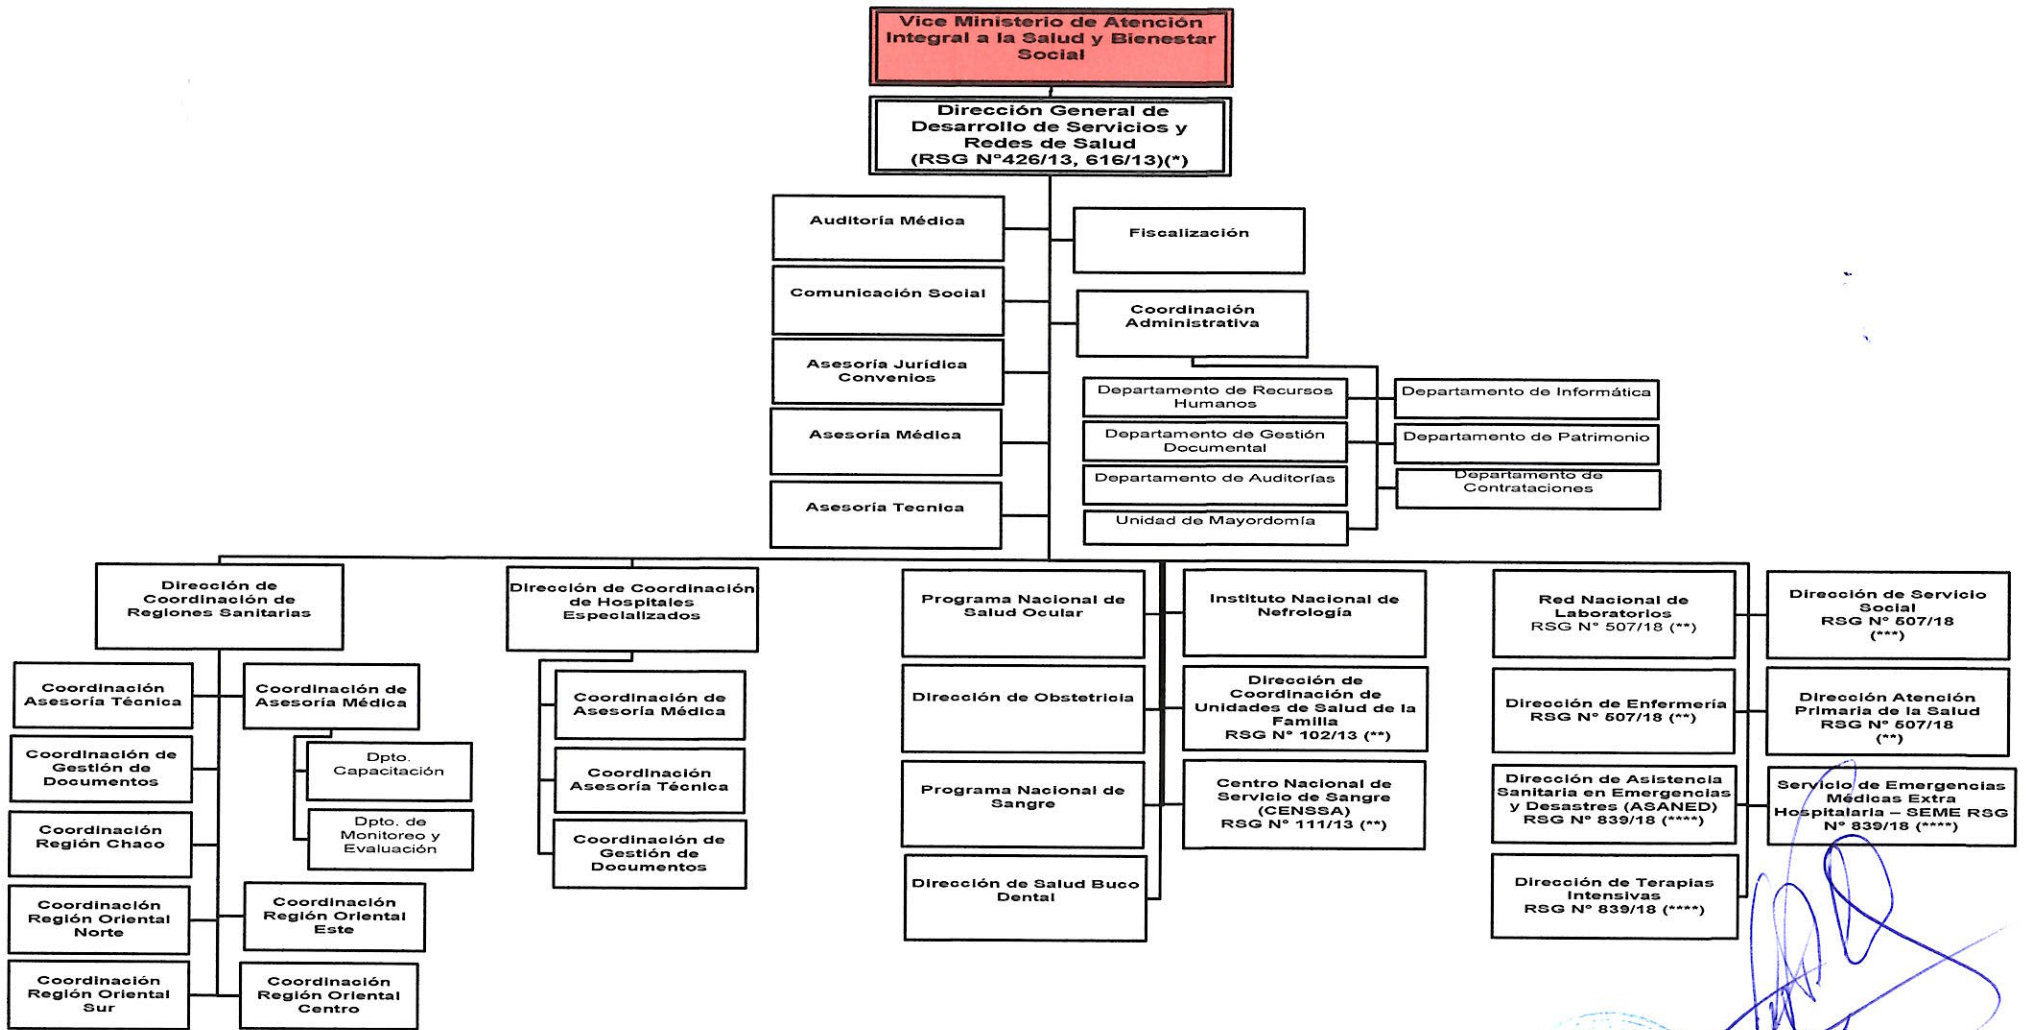 Vice Ministerio de Atención
Integral a la Salud y Bienestar
Social
Dirección General de
Desarrollo de Servicios y
Redes de Salud
(RSG N°426/13, 616/13)(*)
Auditoría Médica
Fiscalización
Comunicación Social
Coordinación
Administrativa
Asesoría Jurídica
Convenios
Asesoría Médica
Asesoría Tecnica
Departamento de Recursos
Humanos
Departamento de Informática
Departamento de Gestión
Documental
Departamento de Patrimonio
Departamento de Auditorías
Departamento de
Contrataciones
Unidad de Mayordomía
Dirección de
Coordinación de
Regiones Sanitarias
Coordinación
Asesoría Técnica
Coordinación de
Asesoría Médica
Coordinación de
Gestión de
Documentos
Dpto.
Capacitación
Coordinación
Región Chaco
Dpto. de
Monitoreo y
Evaluación
Coordinación
Región Oriental
Norte
Coordinación
Región Oriental
Este
Coordinación
Región Oriental
Sur
Coordinación
Región Oriental
Centro
Dirección de Coordinación
de Hospitales
Especializados
Coordinación de
Asesoría Médica
Coordinación
Asesoría Técnica
Coordinación de
Gestión de
Documentos
Programa Nacional de
Salud Ocular
Instituto Nacional de
Nefrología
Dirección de Obstetricia
Dirección de
Coordinación de
Unidades de Salud de la
Familia
RSG N° 102/13 (**)
Programa Nacional de
Sangre
Centro Nacional de
Servicio de Sangre
(CENSSA)
RSG N° 111/13 (**)
Dirección de Salud Buco
Dental
Red Nacional de
Laboratorios
RSG N° 507/18 (**)
Dirección de Servicio
Social
RSG N° 507/18
(***)
Dirección de Enfermería
RSG N° 507/18 (**)
Dirección Atención
Primaria de la Salud
RSG N° 507/18
(**)
Dirección de Asistencia
Sanitaria en Emergencias
y Desastres (ASANED)
RSG N° 839/18 (****)
Servicio de Emergencias
Médicas Extra
Hospitalaria – SEME RSG
N° 839/18 (****)
Dirección de Terapias
Intensivas
RSG N° 839/18 (****)